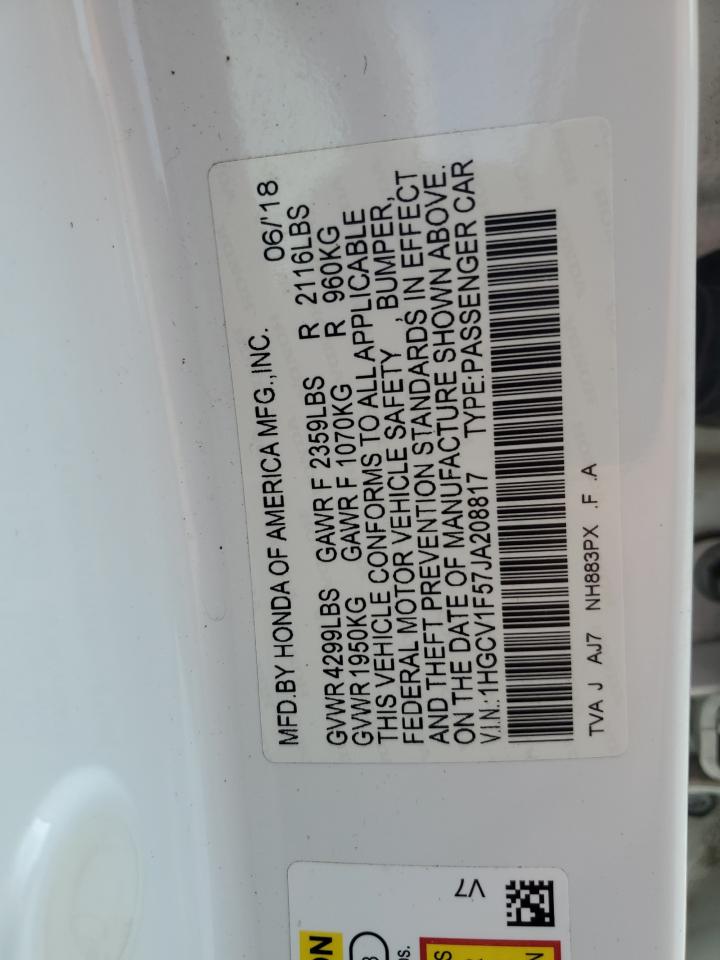 MFD.BY HONDA OF AMERICA MFG.,INC. 06/'18
GVWR 4299LBS GAWR F 2359LBS R 2116LBS
GVWR 1950KG GAWR F 1070KG R 960KG
THIS VEHICLE CONFORMS TO ALL APPLICABLE
FEDERAL MOTOR VEHICLE SAFETY , BUMPER,
AND THEFT PREVENTION STANDARDS, IN EFFECT
ON THE DATE OF MANUFACTURE SHOWN ABOVE.
V.I.N.: 1HGCV1F57JA208817 TYPE:PASSENGER CAR
TVA J AJ7 NH883PX .F .A
V7